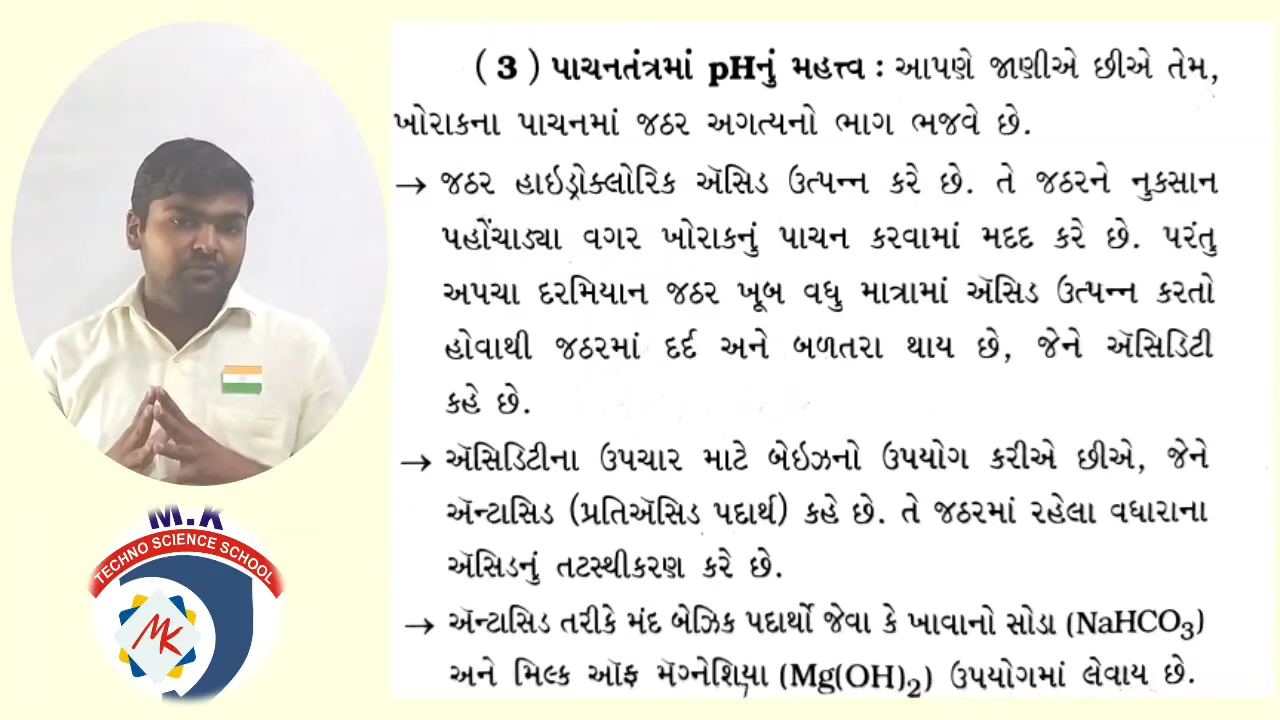 ( 3 ) પાચનતંત્રમાં pHનું મહત્ત્વ : આપણે જાણીએ છીએ તેમ,
ખોરાકના પાચનમાં જઠર અગત્યનો ભાગ ભજવે છે.
→ જઠર હાઇડ્રોક્લોરિક ઍસિડ ઉત્પન્ન કરે છે. તે જઠરને નુકસાન
પહોંચાડ્યા વગર ખોરાકનું પાચન કરવામાં મદદ કરે છે. પરંતુ
અપચા દરમિયાન જઠર ખૂબ વધુ માત્રામાં ઍસિડ ઉત્પન્ન કરતો
હોવાથી જઠરમાં દર્દ અને બળતરા થાય છે, જેને ઍસિડિટી
કહે છે.
→ ઍસિડિટીના ઉપચાર માટે બેઇઝનો ઉપયોગ કરીએ છીએ, જેને
ઍન્ટાસિડ (પ્રતિઍસિડ પદાર્થ) કહે છે. તે જઠરમાં રહેલા વધારાના
ઍસિડનું તટસ્થીકરણ કરે છે.
→ ઍન્ટાસિડ તરીકે મંદ બેઝિક પદાર્થો જેવા કે ખાવાનો સોડા (NaHCO₃)
અને મિલ્ક ઑફ મૅગ્નેશિયા (Mg(OH)₂) ઉપયોગમાં લેવાય છે.
M.K
TECHNO SCIENCE SCHOOL
MK